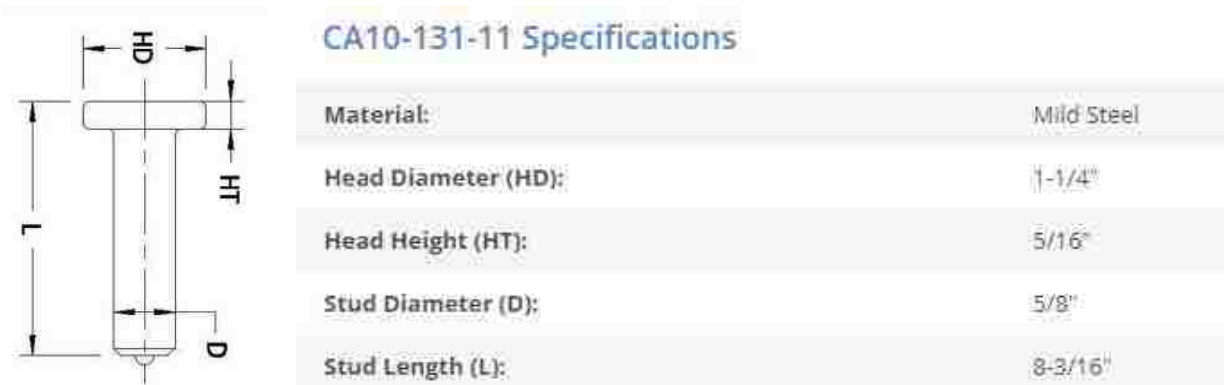 HD
HT
L
D
CA10-131-11 Specifications
Material: Mild Steel
Head Diameter (HD): 1-1/4"
Head Height (HT): 5/16"
Stud Diameter (D): 5/8"
Stud Length (L): 8-3/16"